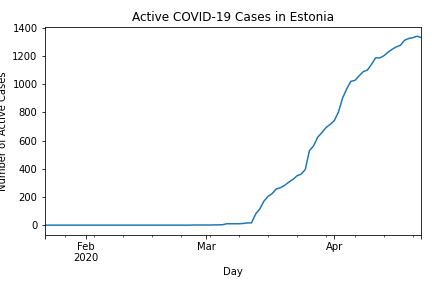 Active COVID-19 Cases in Estonia
Number of Active Cases
1400
1200
1000
800
600
400
200
0
Feb
2020
Mar
Apr
Day